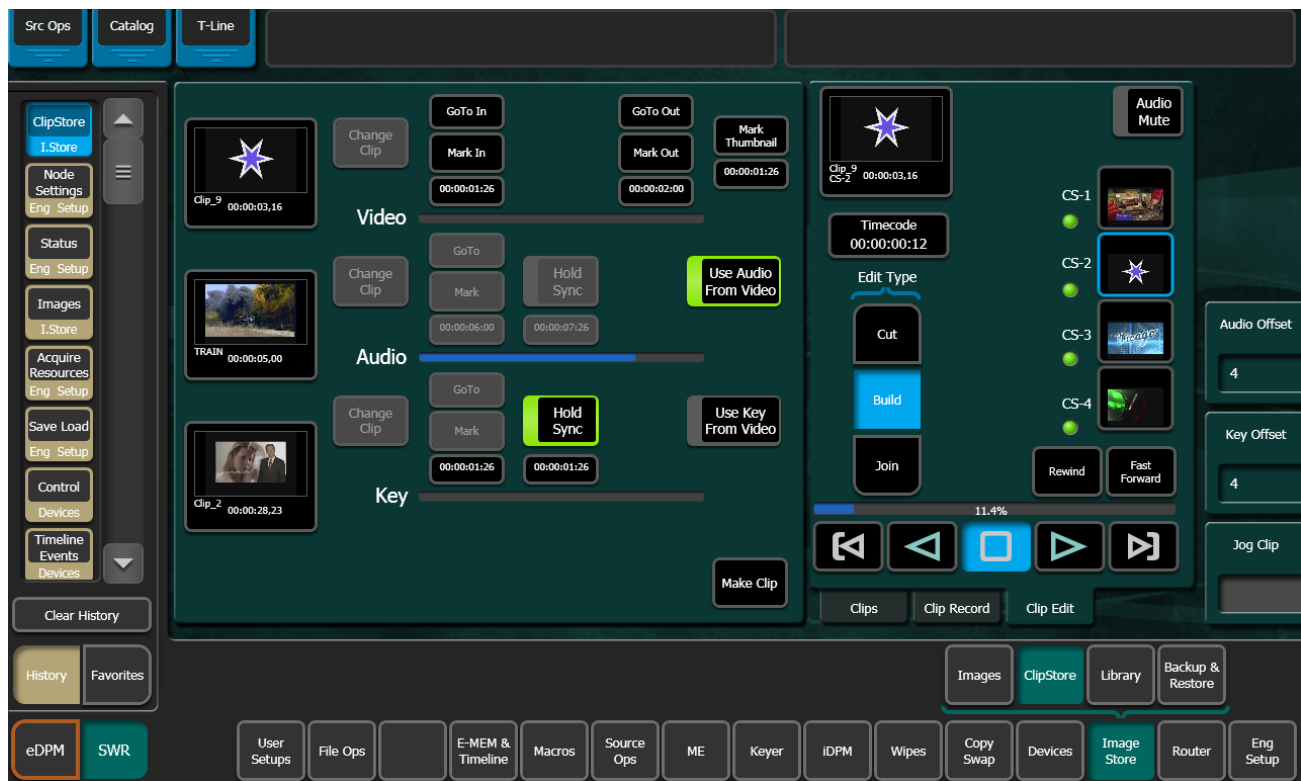 Src Ops
Catalog
T-Line
ClipStore
I.Store
Node
Settings
Eng Setup
Status
Eng Setup
Images
I.Store
Acquire
Resources
Eng Setup
Save Load
Eng Setup
Control
Devices
Timeline
Events
Devices
Clear History
History
Favorites
eDPM
SWR
Clip_9 00:00:03,16
Change
Clip
GoTo In
Mark In
00:00:01:26
GoTo Out
Mark Out
00:00:02:00
Mark
Thumbnail
00:00:01:26
Video
TRAIN 00:00:05,00
Change
Clip
GoTo
Mark
00:00:06:00
Hold
Sync
00:00:07:26
Use Audio
From Video
Audio
Clip_2 00:00:28,23
Change
Clip
GoTo
Mark
00:00:01:26
Hold
Sync
00:00:01:26
Use Key
From Video
Key
Make Clip
Clip_9
CS-2 00:00:03,16
Audio
Mute
Timecode
00:00:00:12
Edit Type
Cut
Build
Join
CS-1
CS-2
CS-3
Chicago
CS-4
Rewind
Fast
Forward
11.4%
Clips
Clip Record
Clip Edit
Audio Offset
4
Key Offset
4
Jog Clip
Images
ClipStore
Library
Backup &
Restore
User
Setups
File Ops
E-MEM &
Timeline
Macros
Source
Ops
ME
Keyer
iDPM
Wipes
Copy
Swap
Devices
Image
Store
Router
Eng
Setup